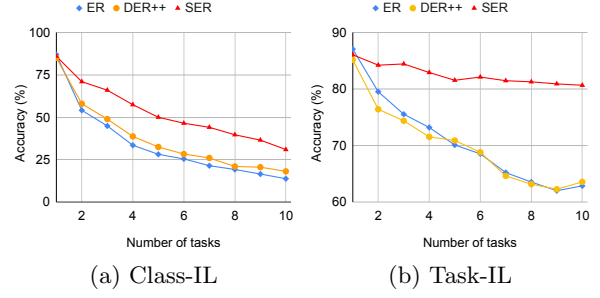 ER DER++ SER
100
75
50
25
0
Accuracy (%)
2 4 6 8 10
Number of tasks
(a) Class-IL
ER DER++ SER
90
80
70
60
Accuracy (%)
2 4 6 8 10
Number of tasks
(b) Task-IL